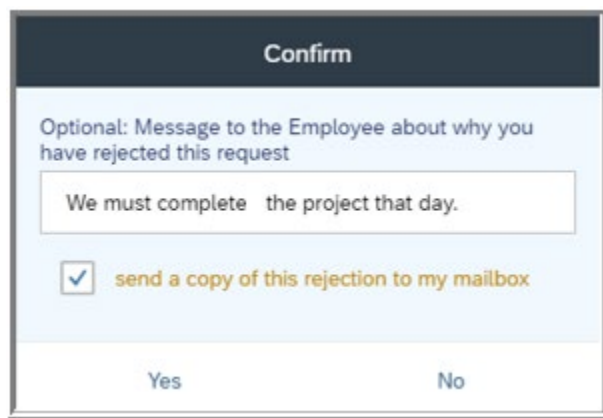 Confirm
Optional: Message to the Employee about why you
have rejected this request
We must complete   the project that day.
send a copy of this rejection to my mailbox
Yes No